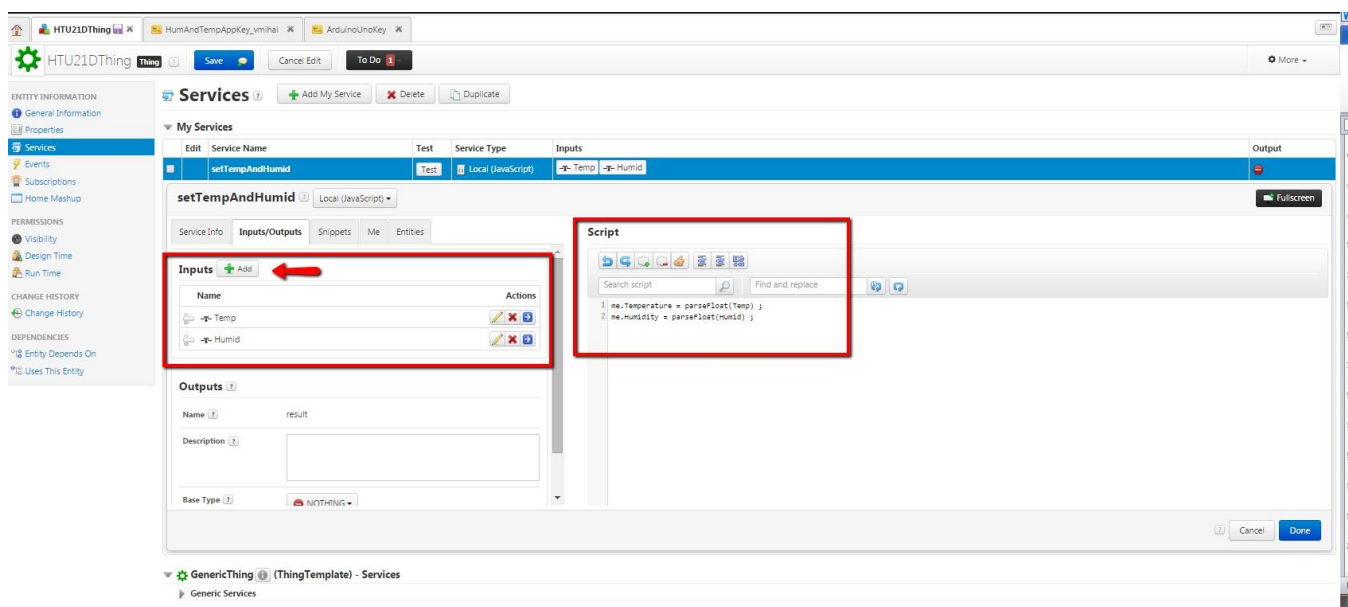 HTU21DThing
HumAndTempAppKey_vmihai
ArduinoUnoKey
HTU21DThing Thing ? Save Cancel Edit To Do 1
More
ENTITY INFORMATION
General Information
Properties
Services
Events
Subscriptions
Home Mashup
PERMISSIONS
Visibility
Design Time
Run Time
CHANGE HISTORY
Change History
DEPENDENCIES
Entity Depends On
Uses This Entity
Services ? Add My Service Delete Duplicate
My Services
Edit Service Name Test Service Type Inputs Output
setTempAndHumid Test Local (JavaScript) -T- Temp -T- Humid
setTempAndHumid ? Local (JavaScript) Fullscreen
Service Info Inputs/Outputs Snippets Me Entities
Inputs Add
Name Actions
-T- Temp
-T- Humid
Outputs ?
Name ? result
Description ?
Base Type ? NOTHING
Script
Search script Find and replace
1 me.Temperature = parseFloat(Temp) ;
2 me.Humidity = parseFloat(Humid) ;
? Cancel Done
GenericThing (ThingTemplate) - Services
Generic Services